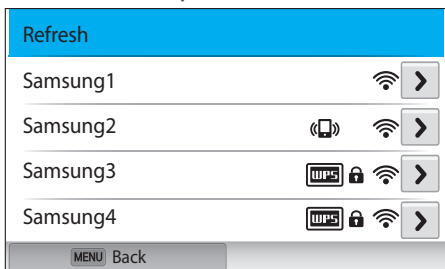 Refresh
Samsung1
Samsung2
Samsung3 WPS
Samsung4 WPS
MENU Back